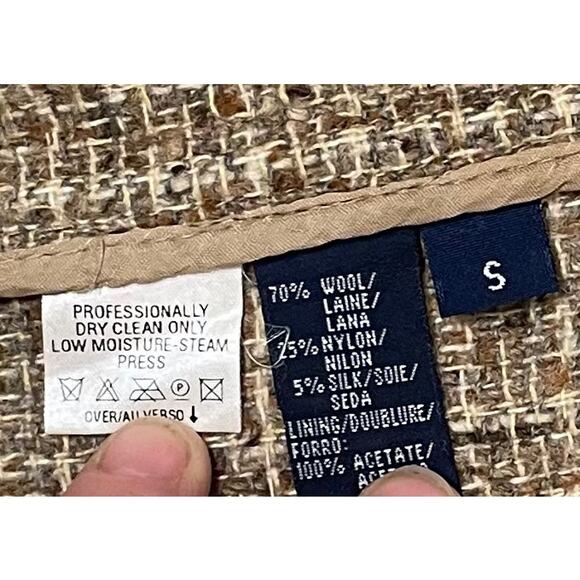 PROFESSIONALLY
DRY CLEAN ONLY
LOW MOISTURE-STEAM
PRESS
P
OVER/AU VERSO ↓
70% WOOL/
LAINE/
LANA
25% NYLON/
NILON
5% SILK/SOIE/
SEDA
LINING/DOUBLURE/
FORRO:
100% ACETATE/
S